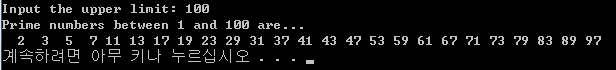 Input the upper limit: 100
Prime numbers between 1 and 100 are...
2 3 5 7 11 13 17 19 23 29 31 37 41 43 47 53 59 61 67 71 73 79 83 89 97
계속하려면 아무 키나 누르십시오 . . .